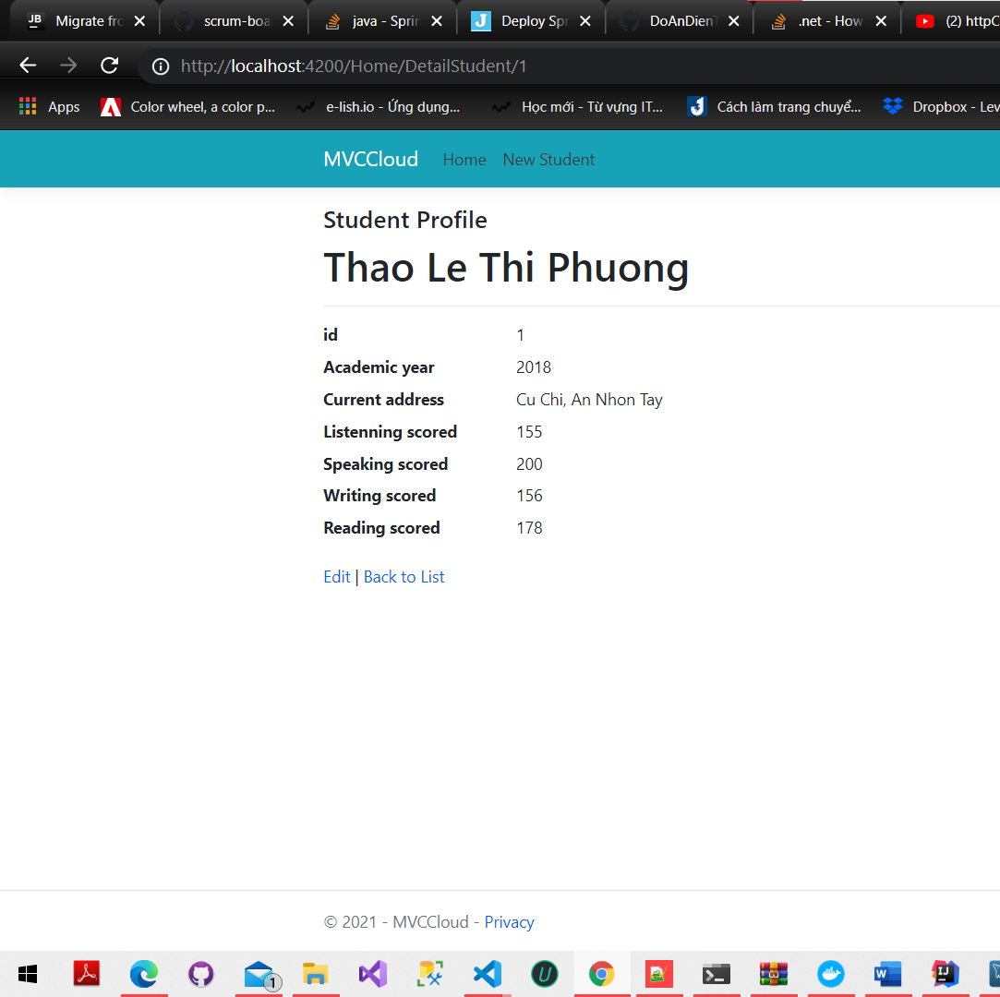 JB Migrate fro
scrum-boa
java - Sprin
J Deploy Spr
DoAnDienT
.net - How
(2) httpC
http://localhost:4200/Home/DetailStudent/1
Apps
Color wheel, a color p...
e-lish.io - Ứng dụng...
Học mới - Từ vựng IT...
Cách làm trang chuyể...
Dropbox - Lev
MVCCloud Home New Student
Student Profile
Thao Le Thi Phuong
id 1
Academic year 2018
Current address Cu Chi, An Nhon Tay
Listenning scored 155
Speaking scored 200
Writing scored 156
Reading scored 178
Edit | Back to List
© 2021 - MVCCloud - Privacy
1